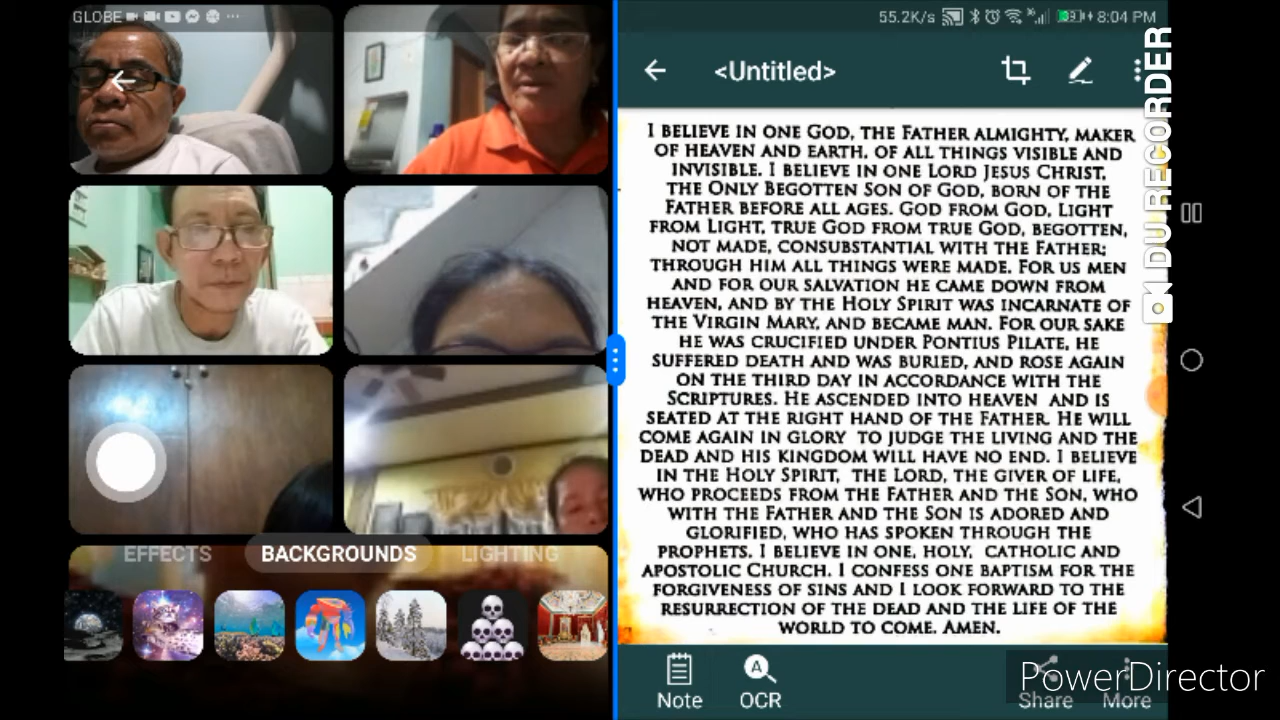 GLOBE
EFFECTS
BACKGROUNDS
LIGHTING
55.2K/s
8:04 PM
<Untitled>
I BELIEVE IN ONE GOD, THE FATHER ALMIGHTY, MAKER
OF HEAVEN AND EARTH, OF ALL THINGS VISIBLE AND
INVISIBLE. I BELIEVE IN ONE LORD JESUS CHRIST,
THE ONLY BEGOTTEN SON OF GOD, BORN OF THE
FATHER BEFORE ALL AGES. GOD FROM GOD, LIGHT
FROM LIGHT, TRUE GOD FROM TRUE GOD, BEGOTTEN,
NOT MADE, CONSUBSTANTIAL WITH THE FATHER;
THROUGH HIM ALL THINGS WERE MADE. FOR US MEN
AND FOR OUR SALVATION HE CAME DOWN FROM
HEAVEN, AND BY THE HOLY SPIRIT WAS INCARNATE OF
THE VIRGIN MARY, AND BECAME MAN. FOR OUR SAKE
HE WAS CRUCIFIED UNDER PONTIUS PILATE, HE
SUFFERED DEATH AND WAS BURIED, AND ROSE AGAIN
ON THE THIRD DAY IN ACCORDANCE WITH THE
SCRIPTURES. HE ASCENDED INTO HEAVEN AND IS
SEATED AT THE RIGHT HAND OF THE FATHER. HE WILL
COME AGAIN IN GLORY TO JUDGE THE LIVING AND THE
DEAD AND HIS KINGDOM WILL HAVE NO END. I BELIEVE
IN THE HOLY SPIRIT, THE LORD, THE GIVER OF LIFE,
WHO PROCEEDS FROM THE FATHER AND THE SON, WHO
WITH THE FATHER AND THE SON IS ADORED AND
GLORIFIED, WHO HAS SPOKEN THROUGH THE
PROPHETS. I BELIEVE IN ONE, HOLY, CATHOLIC AND
APOSTOLIC CHURCH. I CONFESS ONE BAPTISM FOR THE
FORGIVENESS OF SINS AND I LOOK FORWARD TO THE
RESURRECTION OF THE DEAD AND THE LIFE OF THE
WORLD TO COME. AMEN.
Note
OCR
Share
More
DU RECORDER
PowerDirector